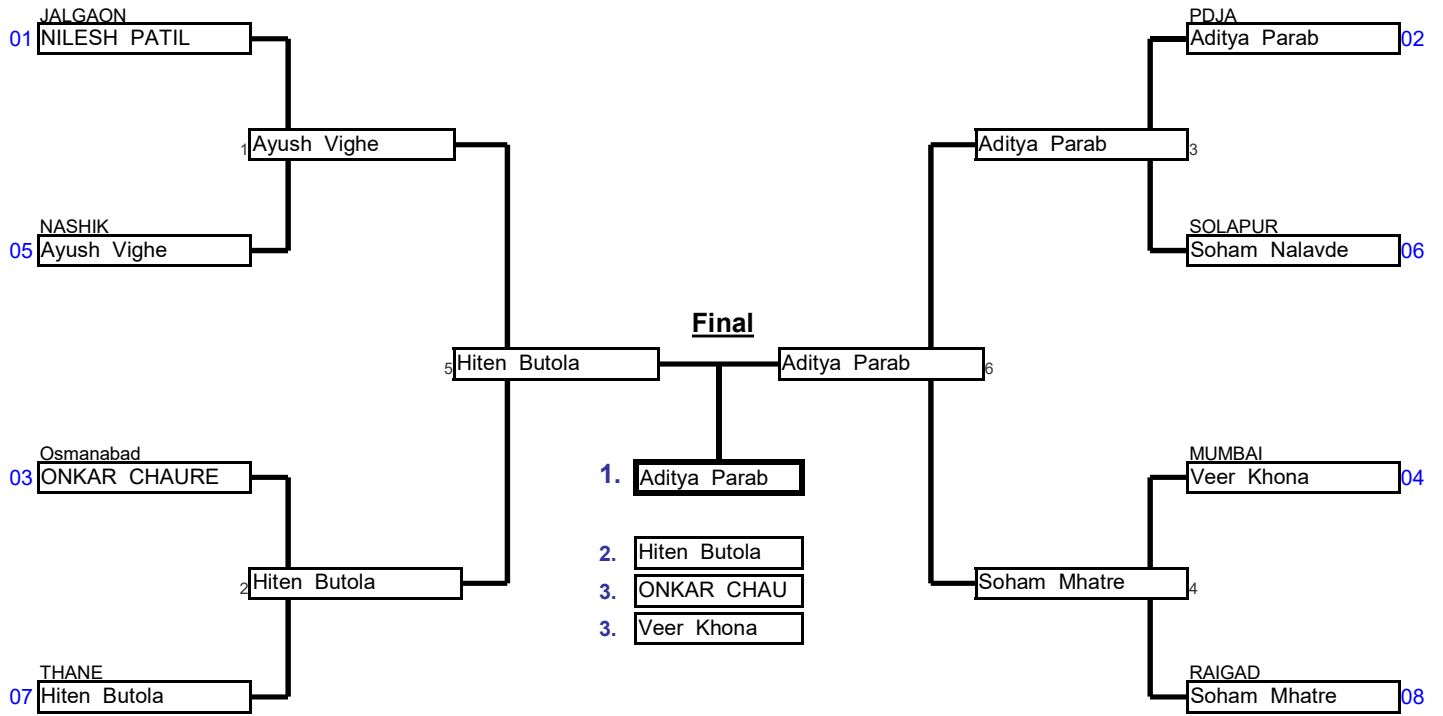 JALGAON
01 NILESH PATIL
PDJA
Aditya Parab 02
1 Ayush Vighe
Aditya Parab 3
NASHIK
05 Ayush Vighe
SOLAPUR
Soham Nalavde 06
Final
5 Hiten Butola
Aditya Parab 6
Osmanabad
03 ONKAR CHAURE
1. Aditya Parab
MUMBAI
Veer Khona 04
2. Hiten Butola
2 Hiten Butola
3. ONKAR CHAU
Soham Mhatre 4
3. Veer Khona
THANE
07 Hiten Butola
RAIGAD
Soham Mhatre 08